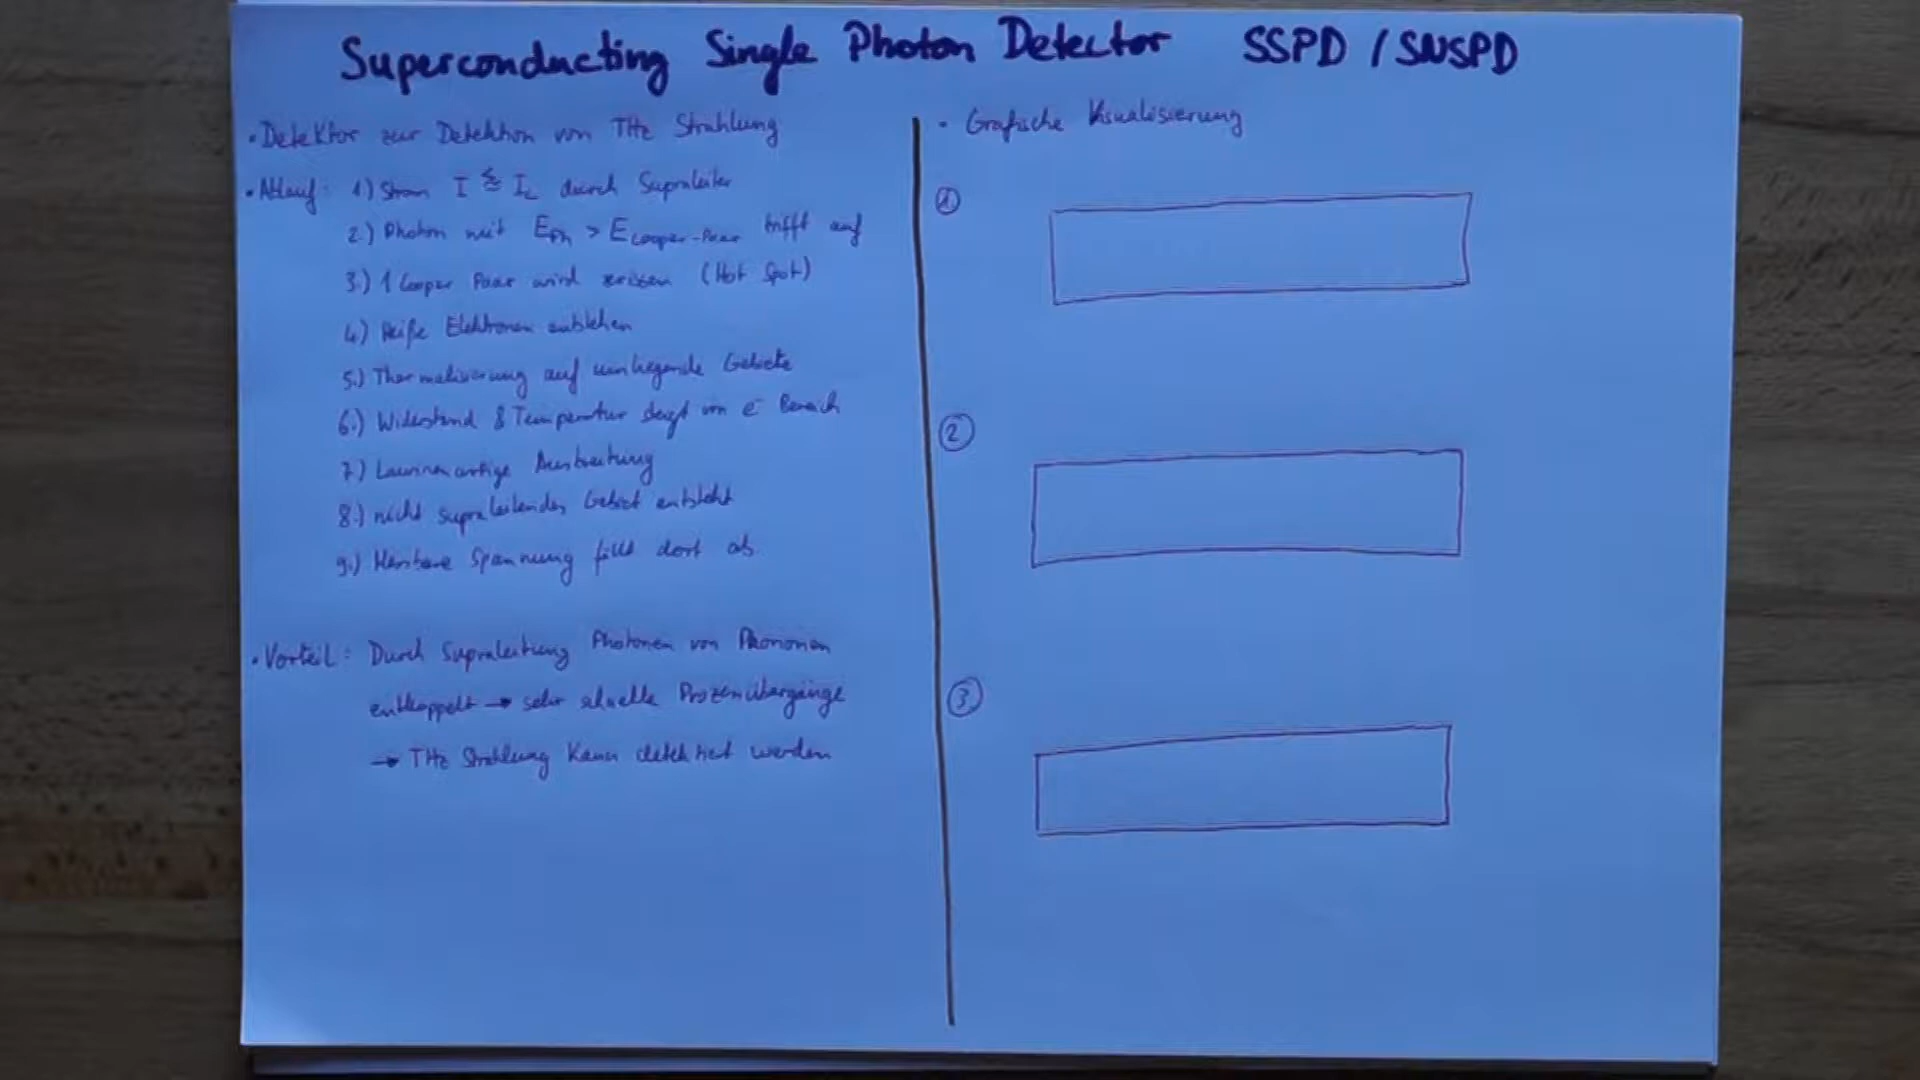 Superconducting Single Photon Detector SSPD / SNSPD
• Detektor zur Detektion von THz Strahlung
• Ablauf: 1) Strom I ≲ Ic durch Supraleiter
2.) Photon mit EPh > ECooper-Paar trifft auf
3.) 1 Cooper Paar wird zerissen (Hot Spot)
4.) Heiße Elektronen entstehen
5.) Thermalisierung auf umliegende Gebiete
6.) Widerstand & Temperatur steigt von e⁻ Bereich
7.) Lawinenartige Ausbreitung
8.) nicht supraleitendes Gebiet entsteht
9.) Messbare Spannung fällt dort ab
• Vorteil: Durch Supraleitung Photonen von Phononen
entkoppelt → sehr schnelle Prozessübergänge
→ THz Strahlung kann detektiert werden
• Grafische Visualisierung
1
2
3